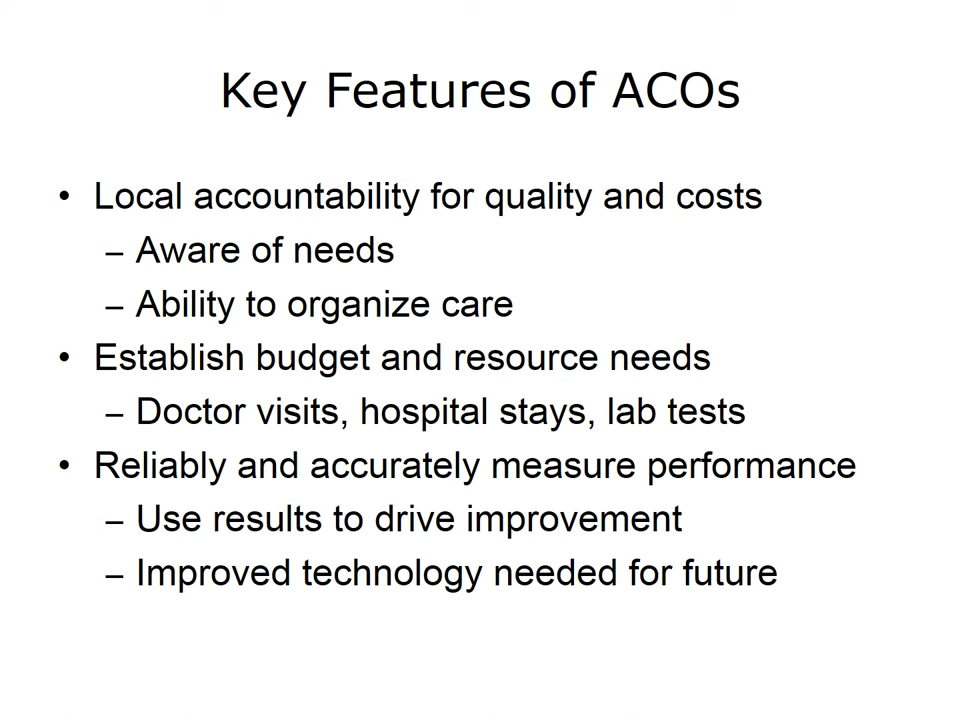 Key Features of ACOs
• Local accountability for quality and costs
– Aware of needs
– Ability to organize care
• Establish budget and resource needs
– Doctor visits, hospital stays, lab tests
• Reliably and accurately measure performance
– Use results to drive improvement
– Improved technology needed for future